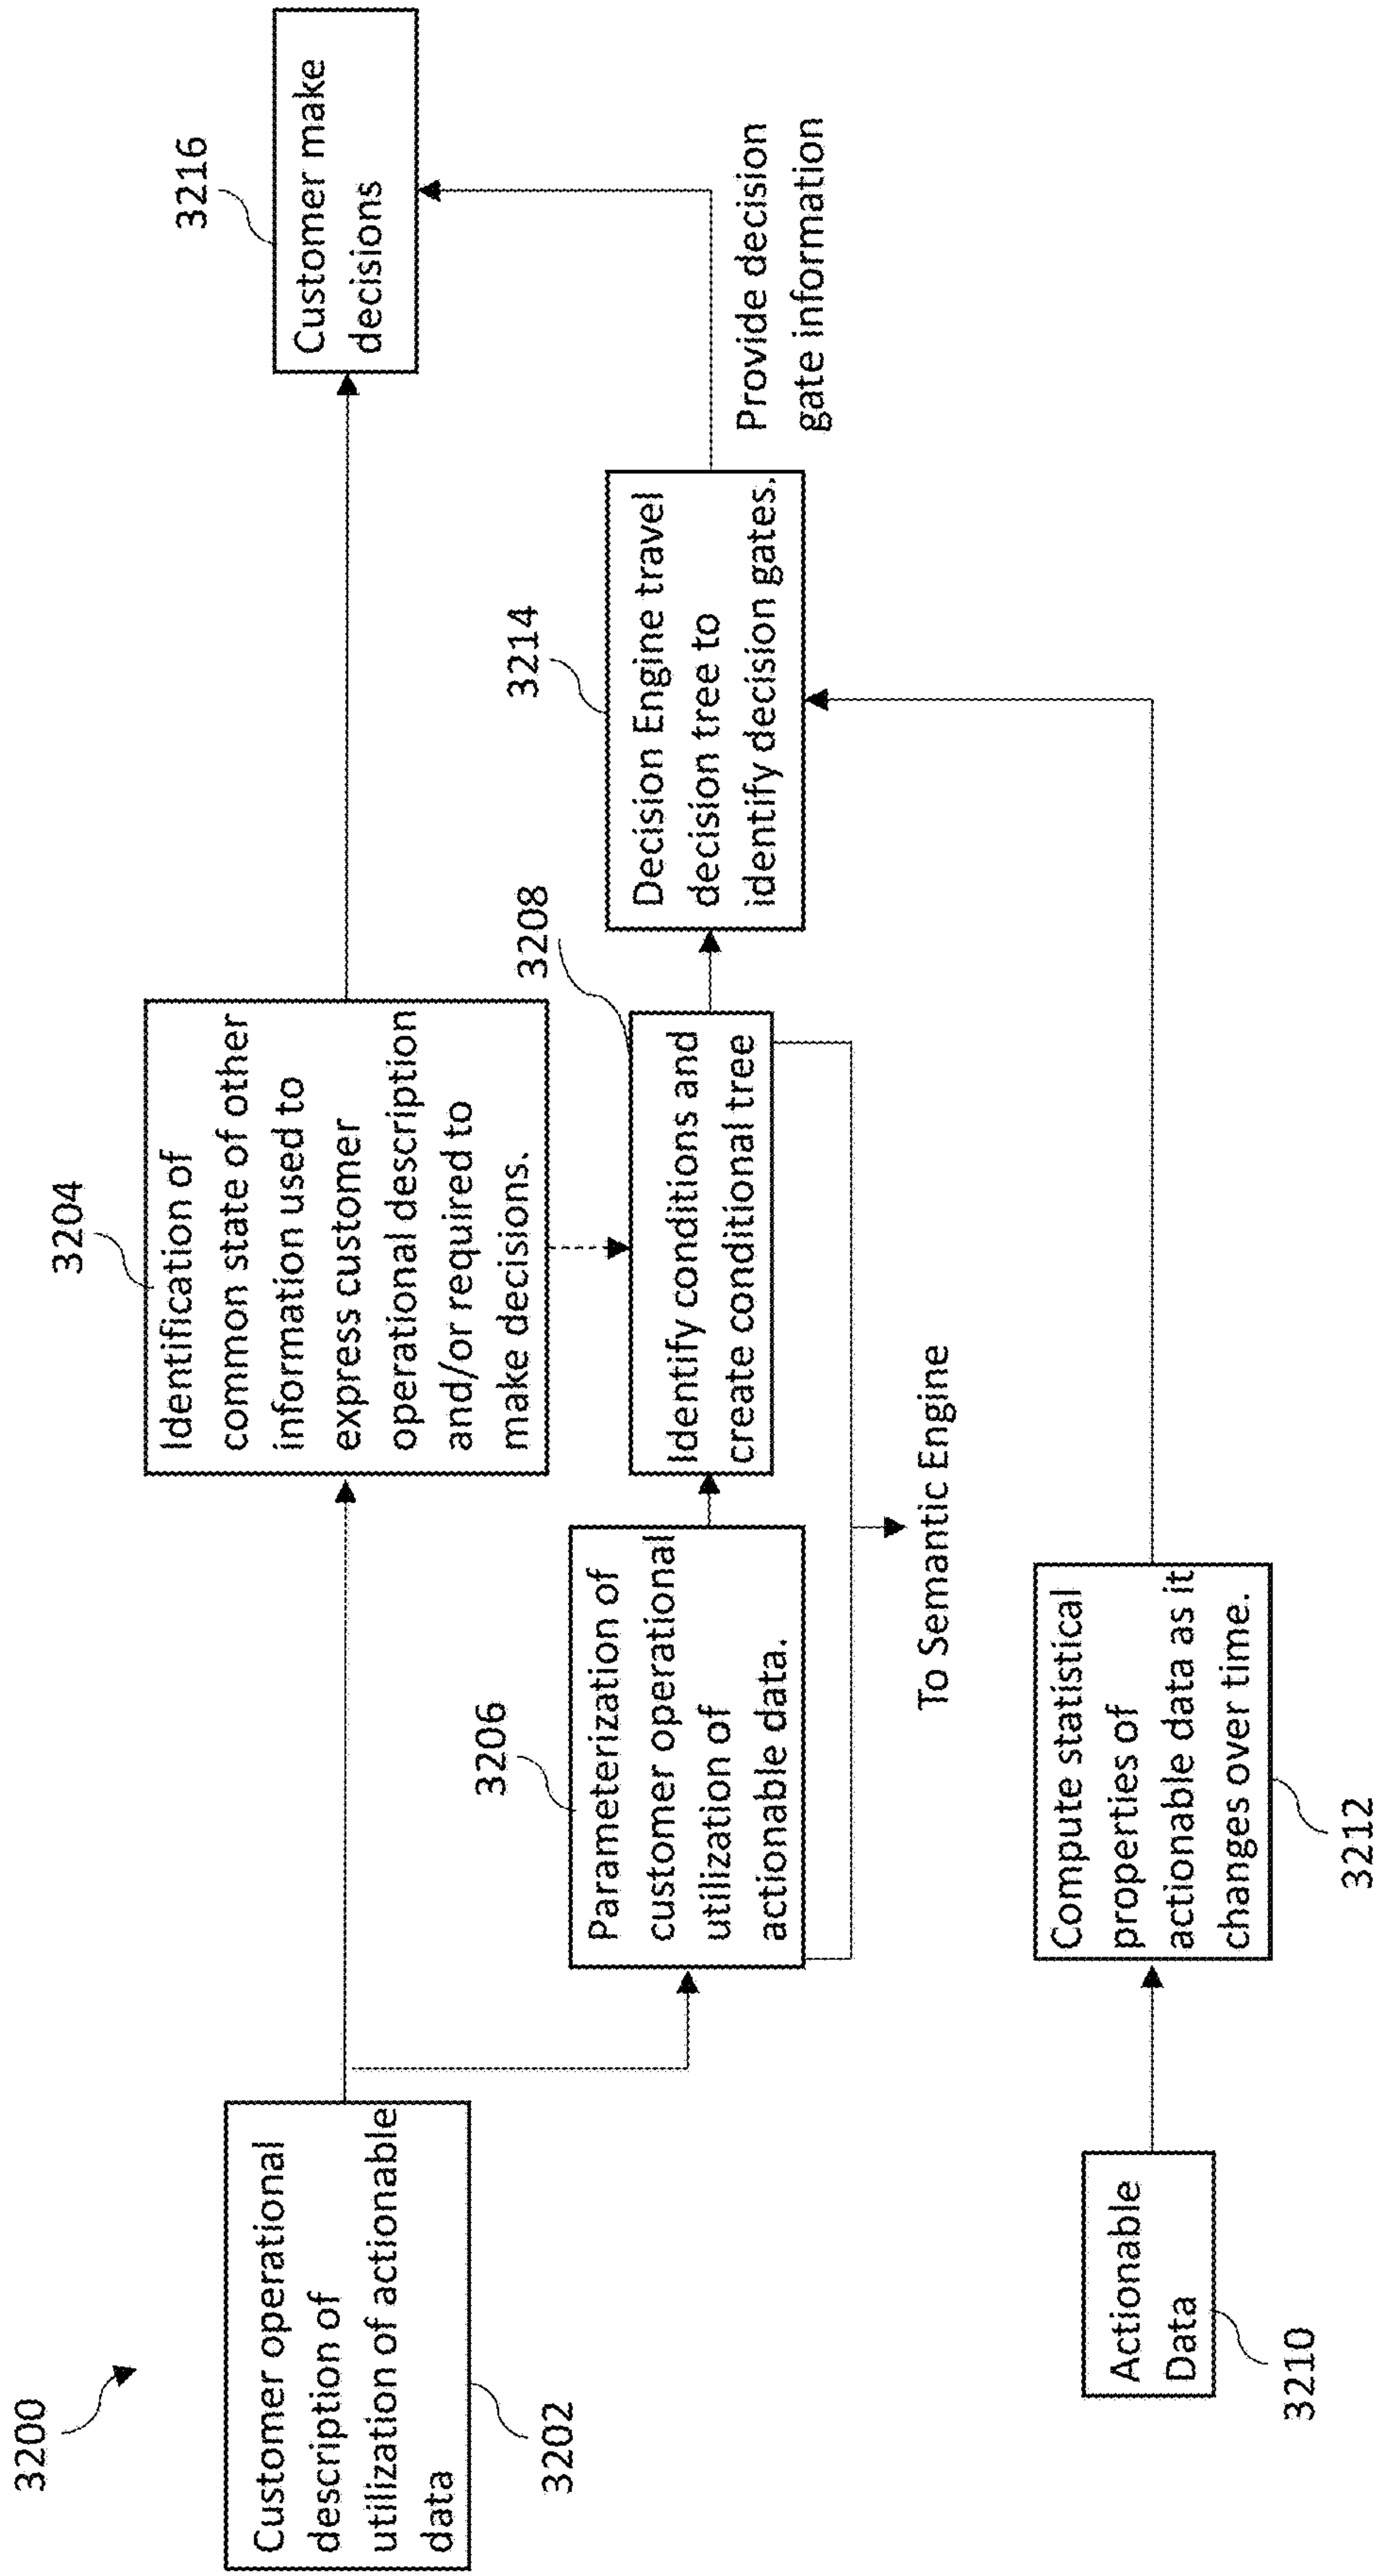 3200
Customer operational
description of
utilization of actionable
data
3202
3204
Identification of
common state of other
information used to
express customer
operational description
and/or required to
make decisions.
3216
Customer make
decisions
3206
Parameterization of
customer operational
utilization of
actionable data.
3208
Identify conditions and
create conditional tree
3214
Decision Engine travel
decision tree to
identify decision gates.
Provide decision
gate information
To Semantic Engine
Actionable
Data
3210
Compute statistical
properties of
actionable data as it
changes over time.
3212